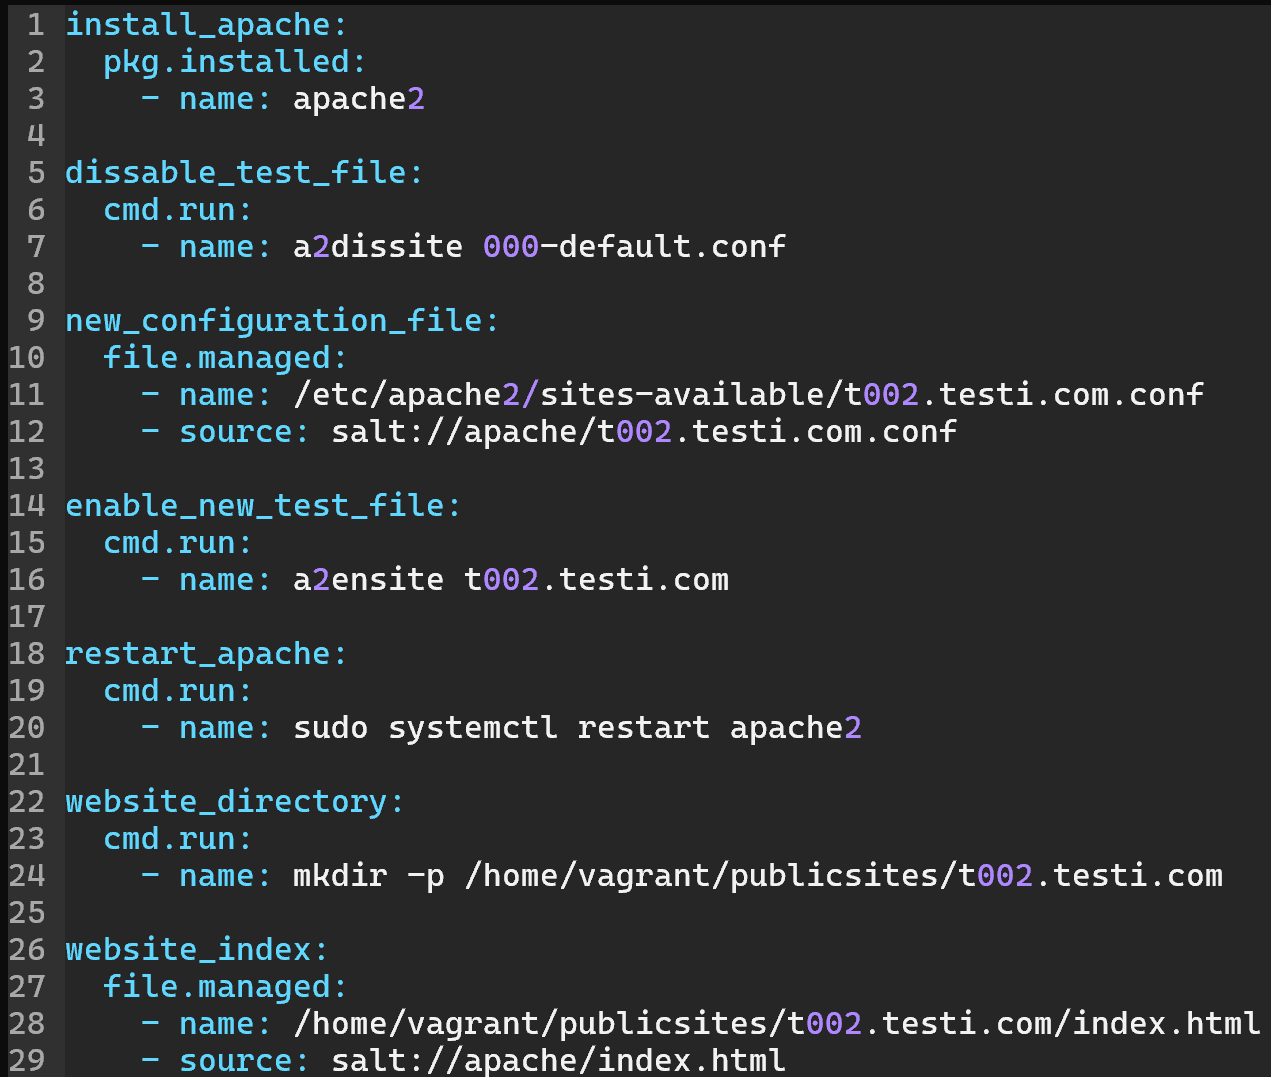 1 install_apache:
2   pkg.installed:
3     - name: apache2
4
5 dissable_test_file:
6   cmd.run:
7     - name: a2dissite 000-default.conf
8
9 new_configuration_file:
10   file.managed:
11     - name: /etc/apache2/sites-available/t002.testi.com.conf
12     - source: salt://apache/t002.testi.com.conf
13
14 enable_new_test_file:
15   cmd.run:
16     - name: a2ensite t002.testi.com
17
18 restart_apache:
19   cmd.run:
20     - name: sudo systemctl restart apache2
21
22 website_directory:
23   cmd.run:
24     - name: mkdir -p /home/vagrant/publicsites/t002.testi.com
25
26 website_index:
27   file.managed:
28     - name: /home/vagrant/publicsites/t002.testi.com/index.html
29     - source: salt://apache/index.html